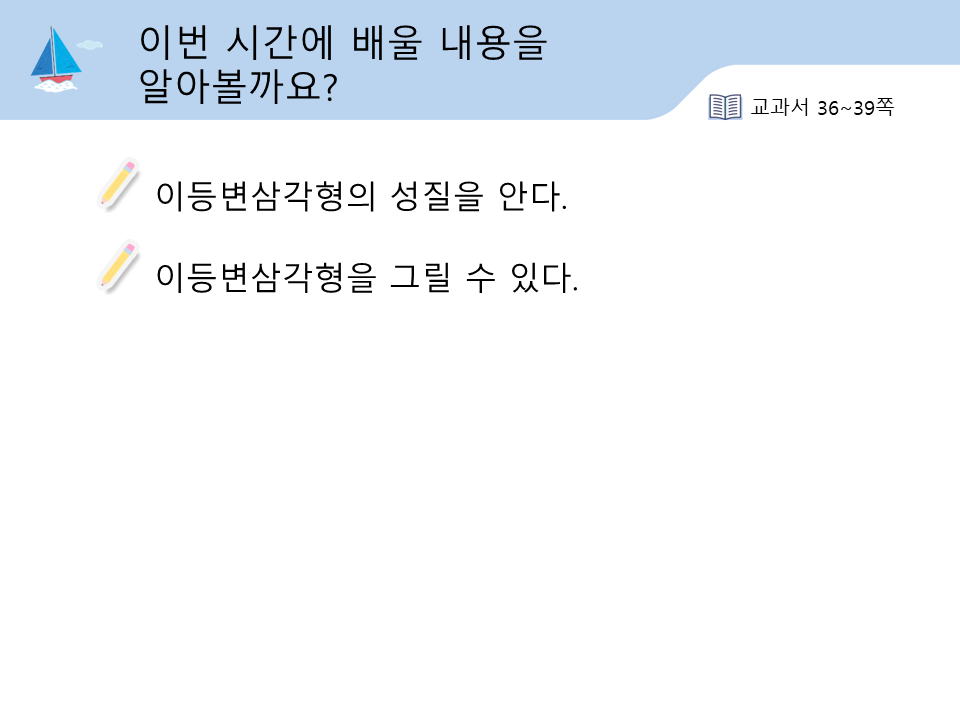 이번 시간에 배울 내용을
알아볼까요?
교과서 36~39쪽
이등변삼각형의 성질을 안다.
이등변삼각형을 그릴 수 있다.